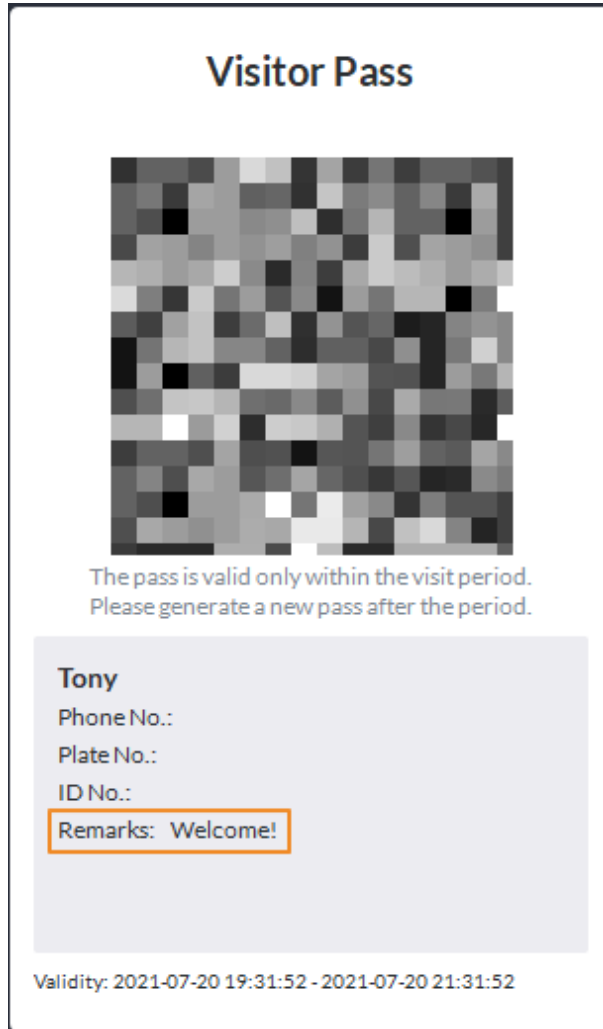 Visitor Pass
The pass is valid only within the visit period.
Please generate a new pass after the period.
Tony
Phone No.:
Plate No.:
ID No.:
Remarks: Welcome!
Validity: 2021-07-20 19:31:52 - 2021-07-20 21:31:52